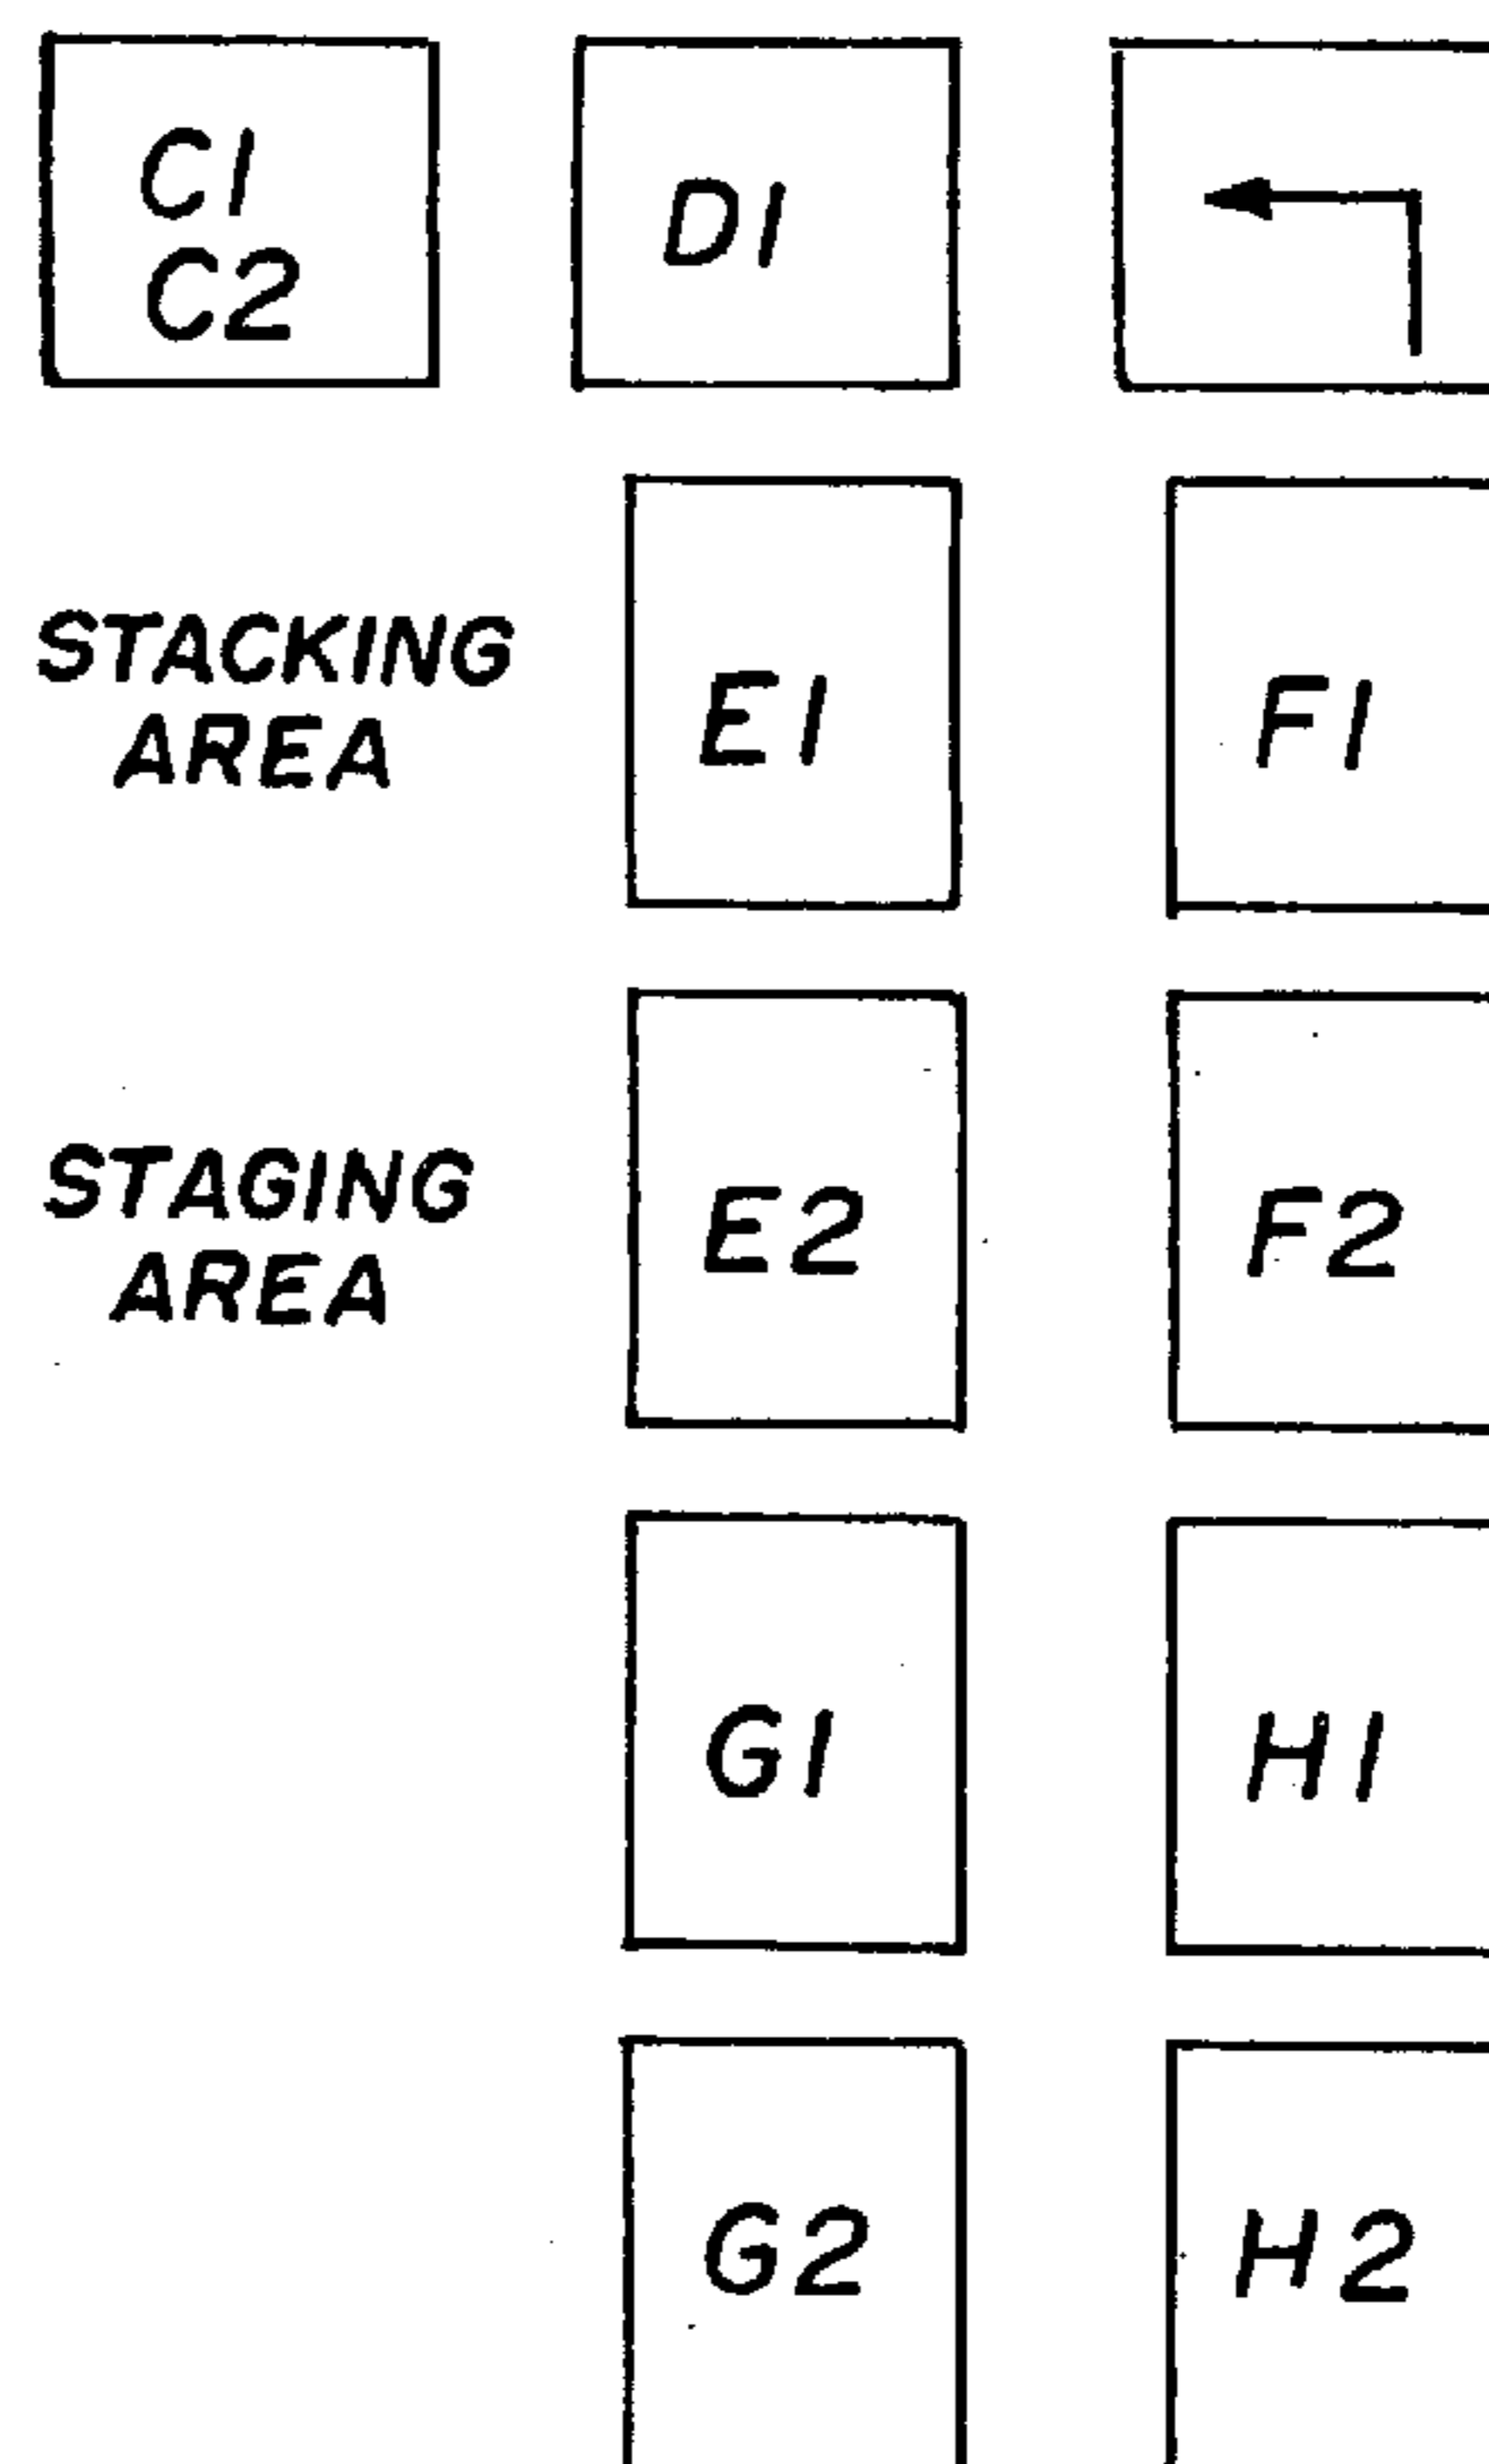 C1
C2
D1
STACKING
AREA
E1
F1
STAGING
AREA
E2
F2
G1
H1
G2
H2